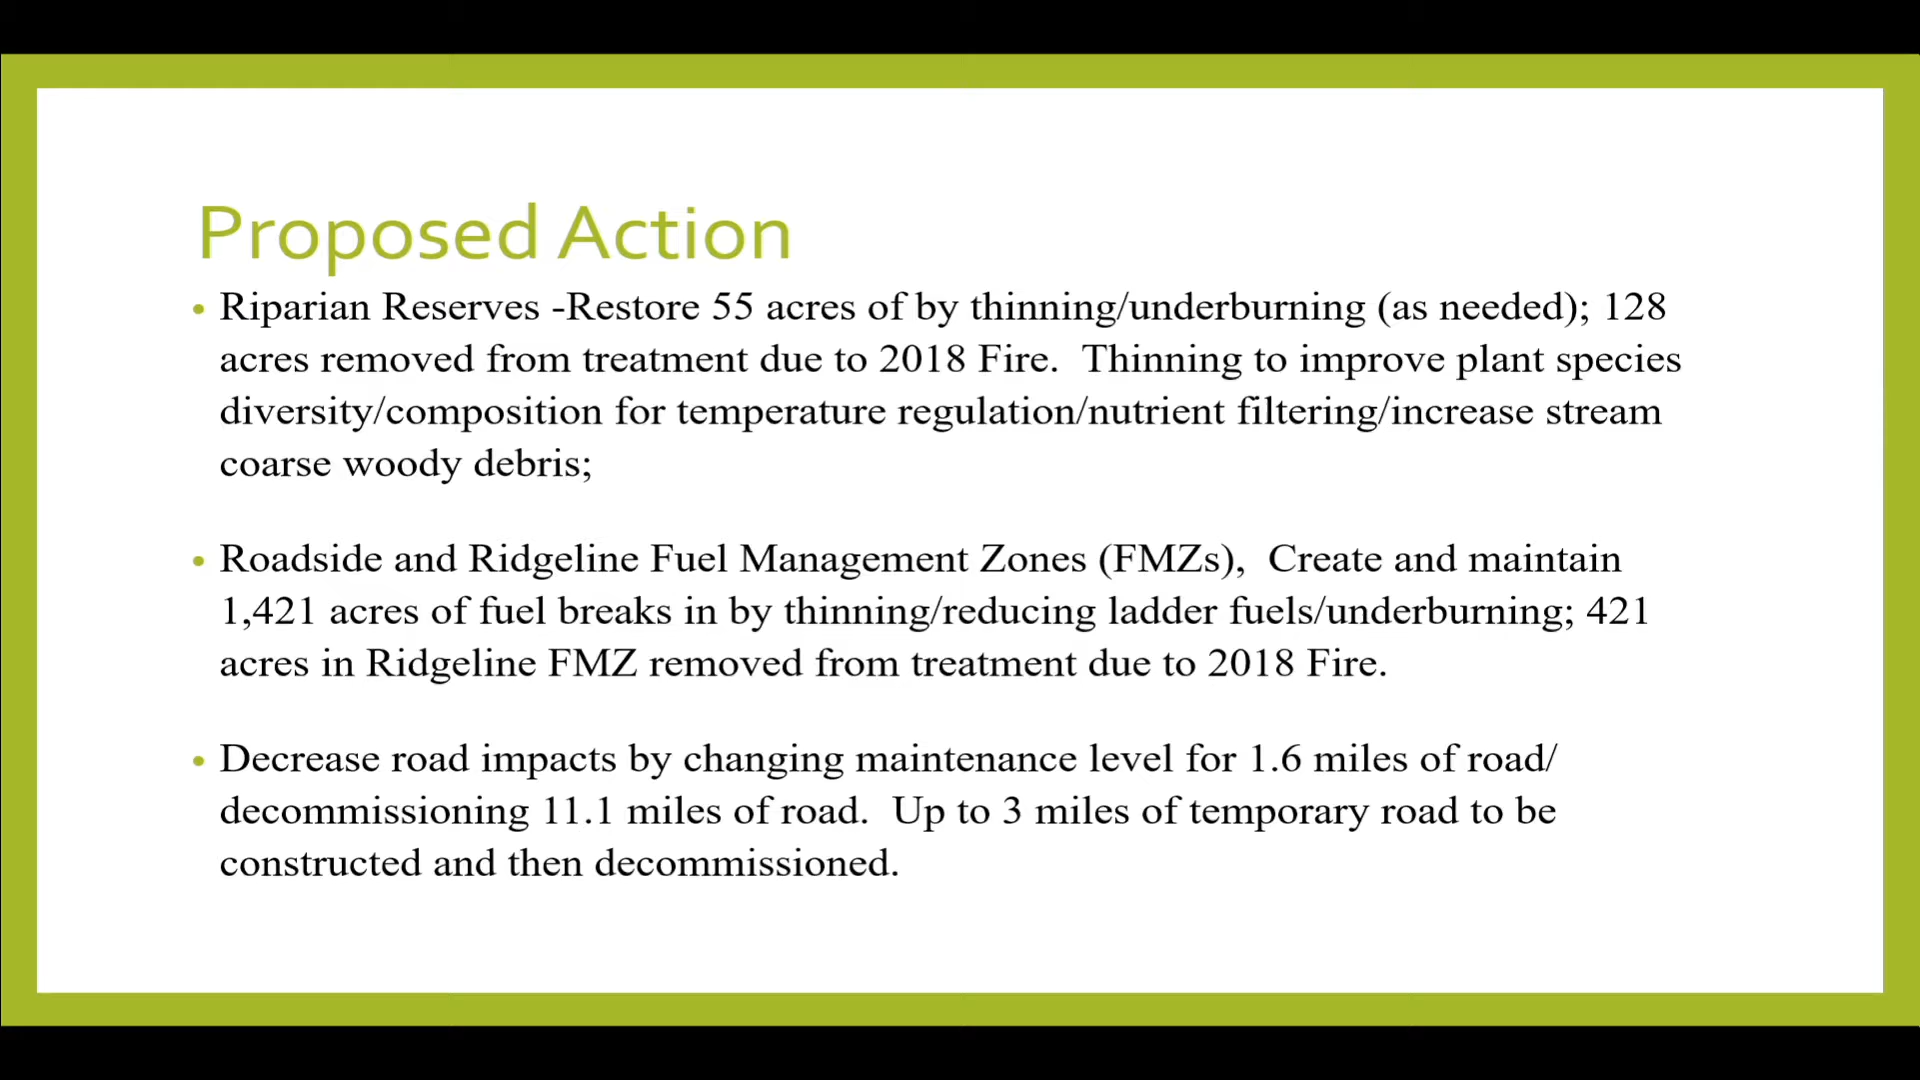 Proposed Action
• Riparian Reserves -Restore 55 acres of by thinning/underburning (as needed); 128
acres removed from treatment due to 2018 Fire.  Thinning to improve plant species
diversity/composition for temperature regulation/nutrient filtering/increase stream
coarse woody debris;
• Roadside and Ridgeline Fuel Management Zones (FMZs),  Create and maintain
1,421 acres of fuel breaks in by thinning/reducing ladder fuels/underburning; 421
acres in Ridgeline FMZ removed from treatment due to 2018 Fire.
• Decrease road impacts by changing maintenance level for 1.6 miles of road/
decommissioning 11.1 miles of road.  Up to 3 miles of temporary road to be
constructed and then decommissioned.